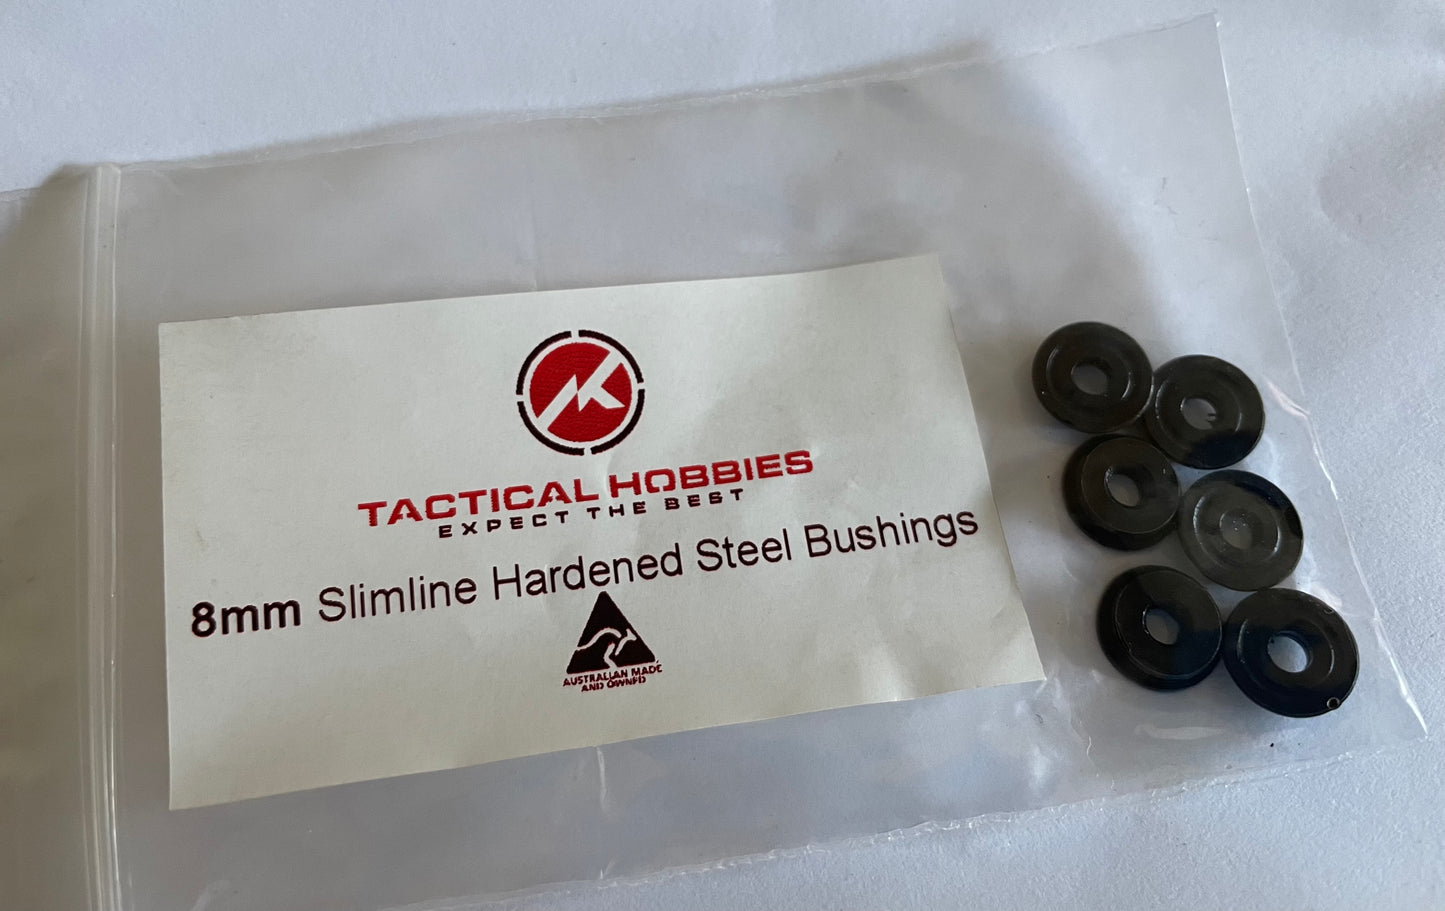 TACTICAL HOBBIES
EXPECT THE BEST
8mm Slimline Hardened Steel Bushings
AUSTRALIAN MADE
AND OWNED